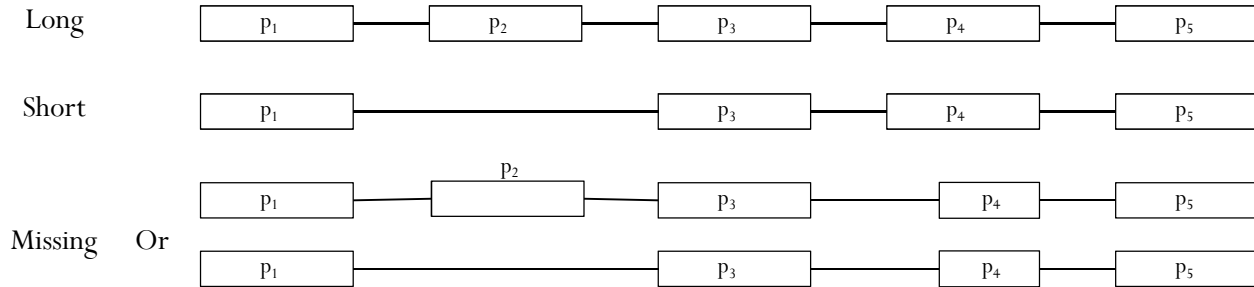 Long p₁ p₂ p₃ p₄ p₅
Short p₁ p₃ p₄ p₅
p₂
p₁ p₃ p₄ p₅
Missing Or
p₁ p₃ p₄ p₅